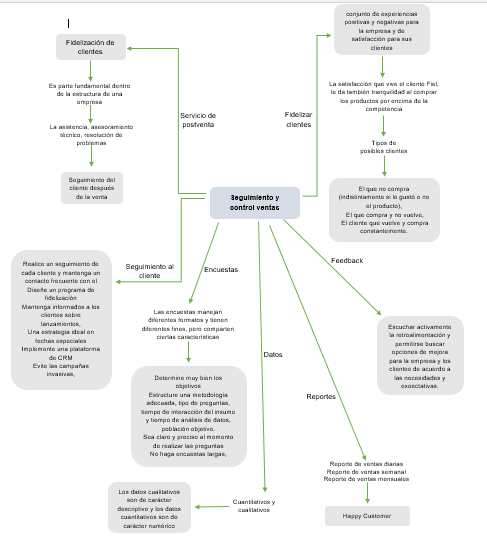 Fidelización de
clientes
Es parte fundamental dentro
de la estructura de una
empresa
La asistencia, asesoramiento
técnico, resolución de
problemas
Seguimiento del
cliente después
de la venta
Servicio de
postventa
conjunto de experiencias
positivas y negativas para
la empresa y de
satisfacción para sus
clientes
Fidelizar
clientes
La satisfacción que vive el cliente Fiel,
le da también tranquilidad al comprar
los productos por encima de la
competencia
Tipos de
posibles clientes
El que no compra
(indistintamente si le gustó o no
el producto),
El que compra y no vuelve,
El cliente que vuelve y compra
constantemente.
Seguimiento y
control ventas
Seguimiento al
cliente
Realice un seguimiento de
cada cliente y mantenga un
contacto frecuente con el
Diseñe un programa de
fidelización
Mantenga informados a los
clientes sobre
lanzamientos,
Una estrategia ideal en
fechas especiales
Implemente una plataforma
de CRM
Evite las campañas
invasivas,
Encuestas
Las encuestas manejan
diferentes formatos y tienen
diferentes fines, pero comparten
ciertas características
Determine muy bien los
objetivos
Estructure una metodología
adecuada, tipo de preguntas,
tiempo de interacción del insumo
y tiempo de análisis de datos,
población objetivo.
Sea claro y preciso al momento
de realizar las preguntas
No haga encuestas largas,
Datos
Cuantitativos y
cualitativos
Los datos cualitativos
son de carácter
descriptivo y los datos
cuantitativos son de
carácter numérico
Reportes
Reporte de ventas diarias
Reporte de ventas semanal
Reporte de ventas mensuales
Happy Customer
Feedback
Escuchar activamente
la retroalimentación y
permitirse buscar
opciones de mejora
para la empresa y los
clientes de acuerdo a
las necesidades y
expectativas.